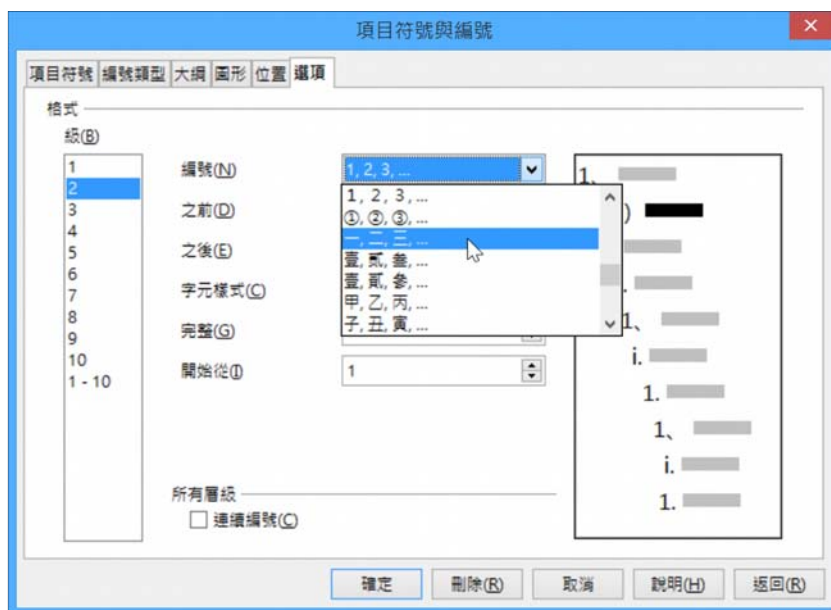 項目符號與編號
項目符號 編號類型 大綱 圖形 位置 選項
格式
級(B)
1
2
3
4
5
6
7
8
9
10
1 - 10
編號(N)
1, 2, 3, ...
1, 2, 3, ...
①, ②, ③, ...
一, 二, 三, ...
壹, 貳, 叁, ...
壹, 貳, 參, ...
甲, 乙, 丙, ...
子, 丑, 寅, ...
之前(D)
之後(E)
字元樣式(C)
完整(G)
開始從(I)
1
所有層級
連續編號(C)
1、
)
.
1、
i.
1.
1、
i.
1.
確定 刪除(R) 取消 說明(H) 返回(R)